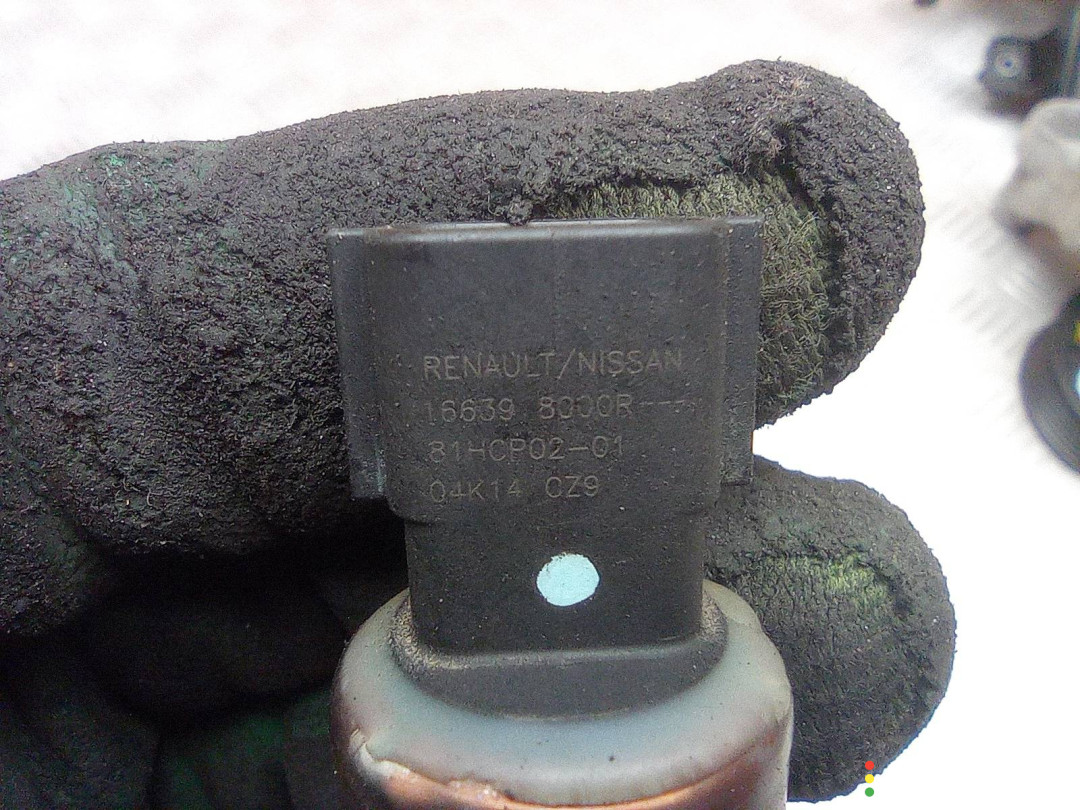 RENAULT/NISSAN
16639 8000R---
81HCP02-01
04K14 CZ9